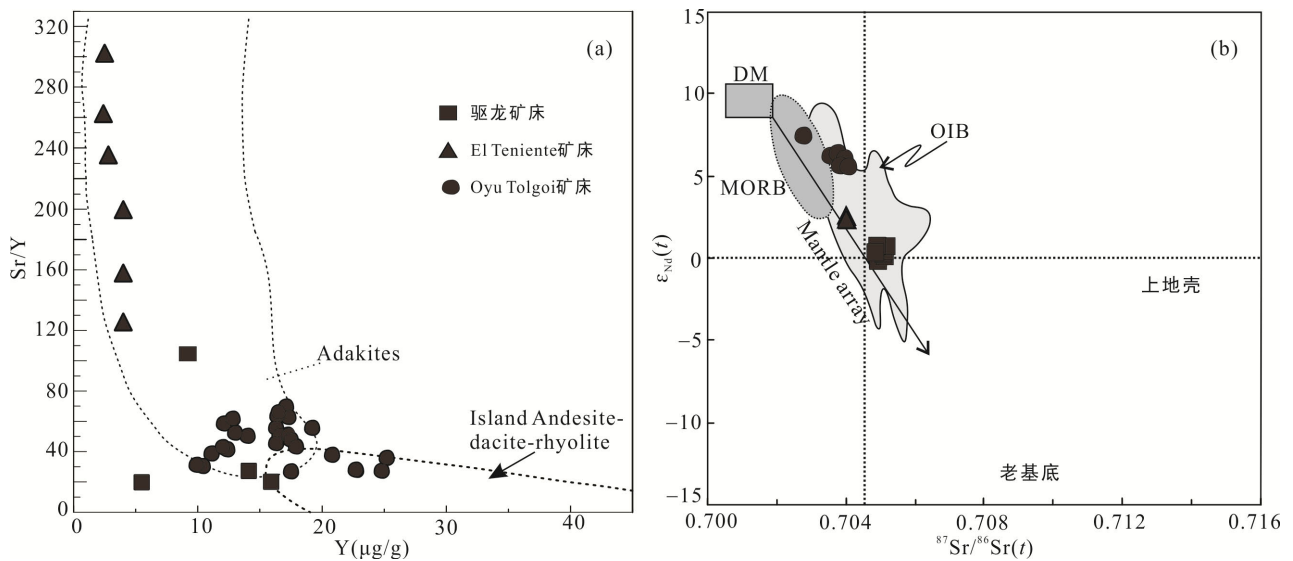 (a)
320
280
240
200
160
120
80
40
0
Sr/Y
0
10
20
30
40
Y(μg/g)
驱龙矿床
El Teniente矿床
Oyu Tolgoi矿床
Adakites
Island Andesite-
dacite-rhyolite
(b)
15
10
5
0
−5
−10
−15
εNd(t)
0.700
0.704
0.708
0.712
0.716
87Sr/86Sr(t)
DM
OIB
MORB
Mantle array
上地壳
老基底